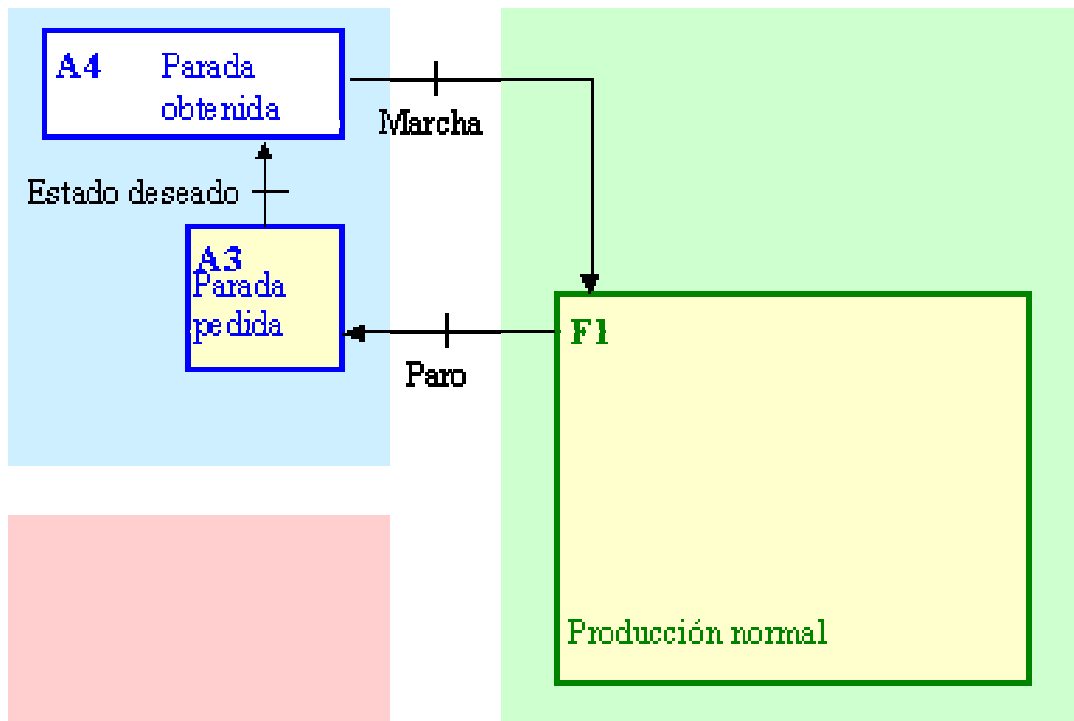 A4 Parada
obtenida
Marcha
Estado deseado
A3
Parada
pedida
Paro
F1
Producción normal